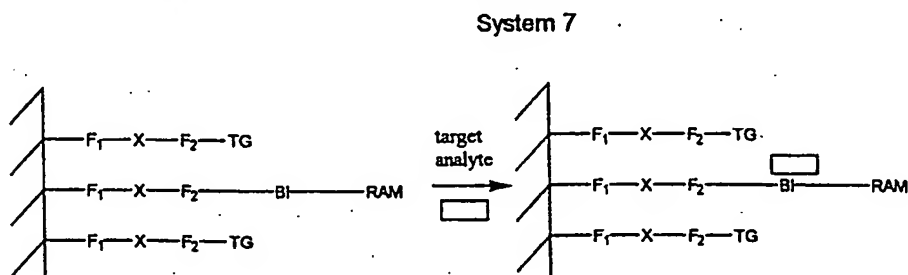 System 7
F₁—X—F₂—TG
F₁—X—F₂—BI—RAM
F₁—X—F₂—TG
target
analyte
F₁—X—F₂—TG
F₁—X—F₂—BI—RAM
F₁—X—F₂—TG